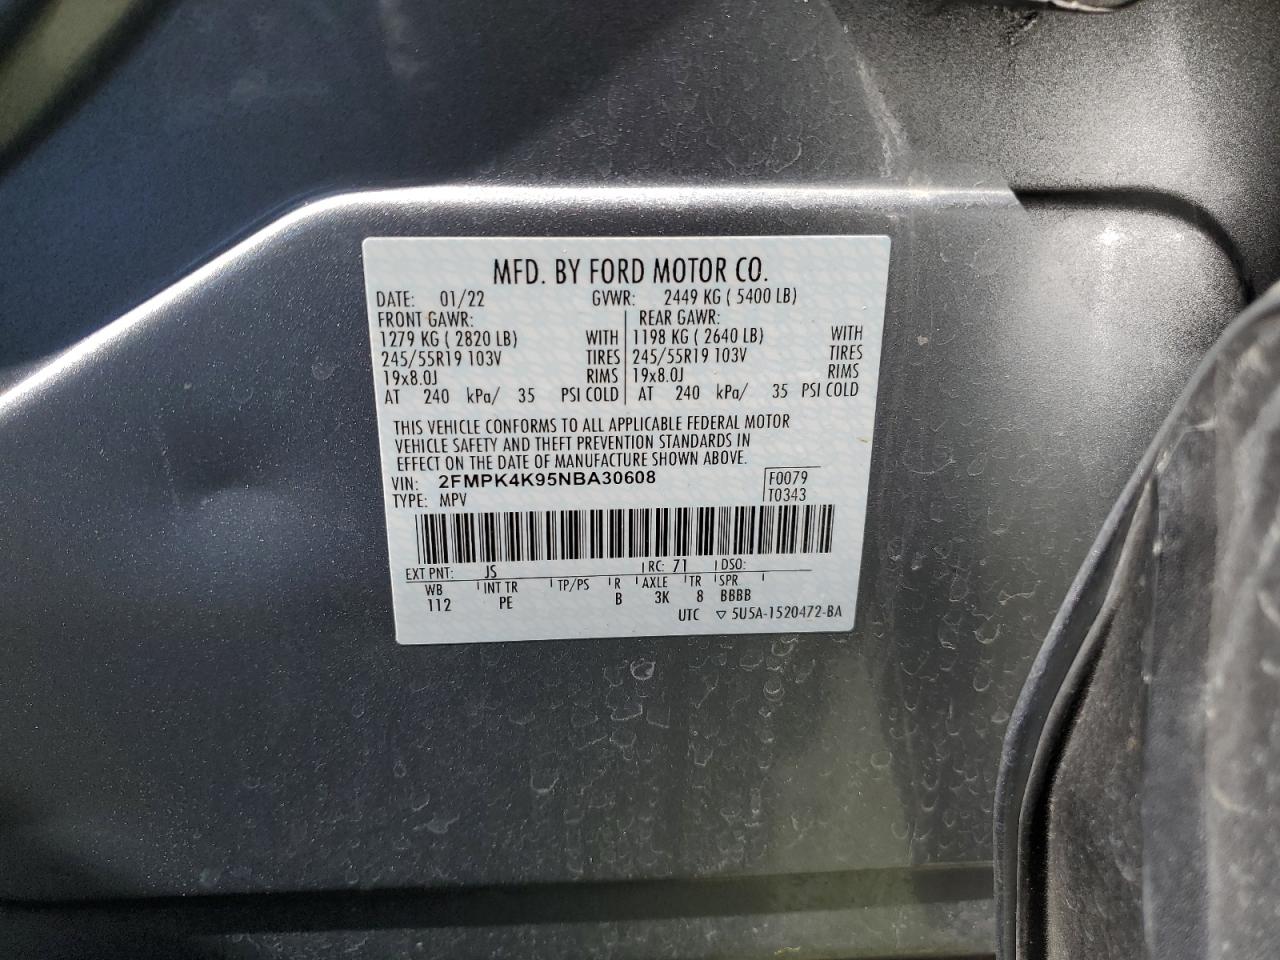 MFD. BY FORD MOTOR CO.
DATE: 01/22 GVWR: 2449 KG ( 5400 LB)
FRONT GAWR: REAR GAWR:
1279 KG ( 2820 LB) WITH 1198 KG ( 2640 LB) WITH
245/55R19 103V TIRES 245/55R19 103V TIRES
19x8.0J RIMS 19x8.0J RIMS
AT 240 kPa/ 35 PSI COLD AT 240 kPa/ 35 PSI COLD
THIS VEHICLE CONFORMS TO ALL APPLICABLE FEDERAL MOTOR
VEHICLE SAFETY AND THEFT PREVENTION STANDARDS IN
EFFECT ON THE DATE OF MANUFACTURE SHOWN ABOVE.
VIN: 2FMPK4K95NBA30608 F0079
TYPE: MPV T0343
EXT PNT: JS RC: 71 DSO:
WB INT TR TP/PS R AXLE TR SPR
112 PE B 3K 8 BBBB
UTC ▽ 5U5A-1520472-BA